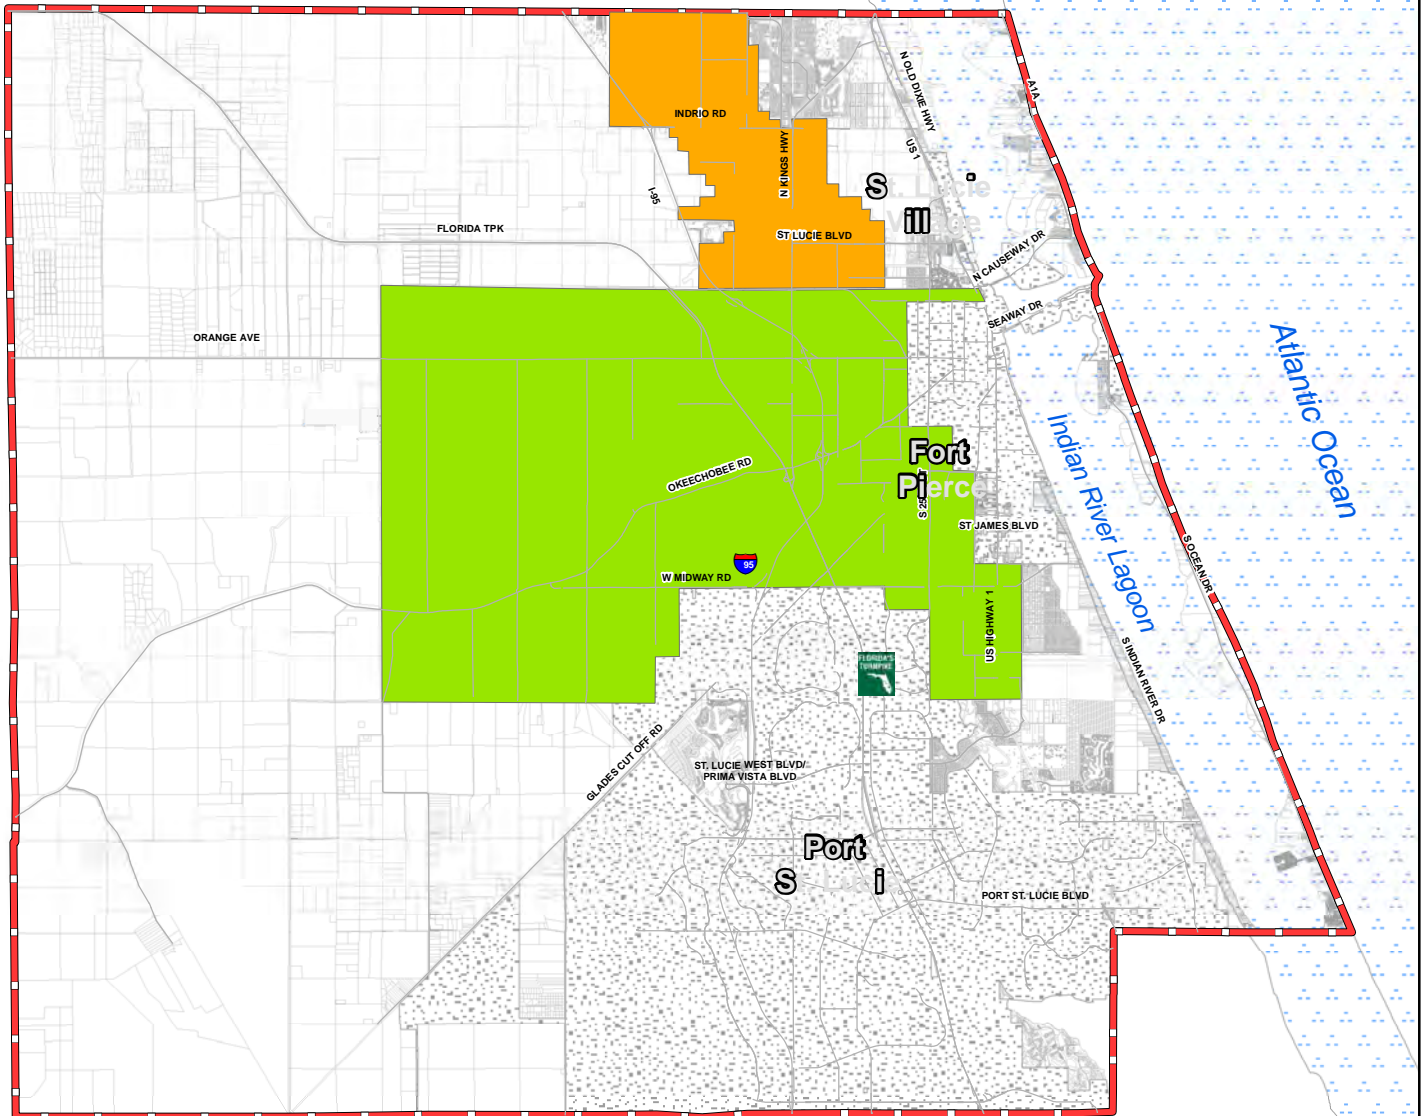 N OLD DIXIE HWY
A1A
INDRIO RD
US 1
N KINGS HWY
I-95
S
ill
FLORIDA TPK
ST LUCIE BLVD
N CAUSEWAY DR
SEAWAY DR
ORANGE AVE
Atlantic Ocean
Indian River Lagoon
Fort
Pierce
OKEECHOBEE RD
S 25
ST JAMES BLVD
S OCEAN DR
95
W MIDWAY RD
US HIGHWAY 1
FLORIDA'S
TURNPIKE
S INDIAN RIVER DR
GLADES CUT OFF RD
ST. LUCIE WEST BLVD/
PRIMA VISTA BLVD
Port
S Luci
PORT ST. LUCIE BLVD